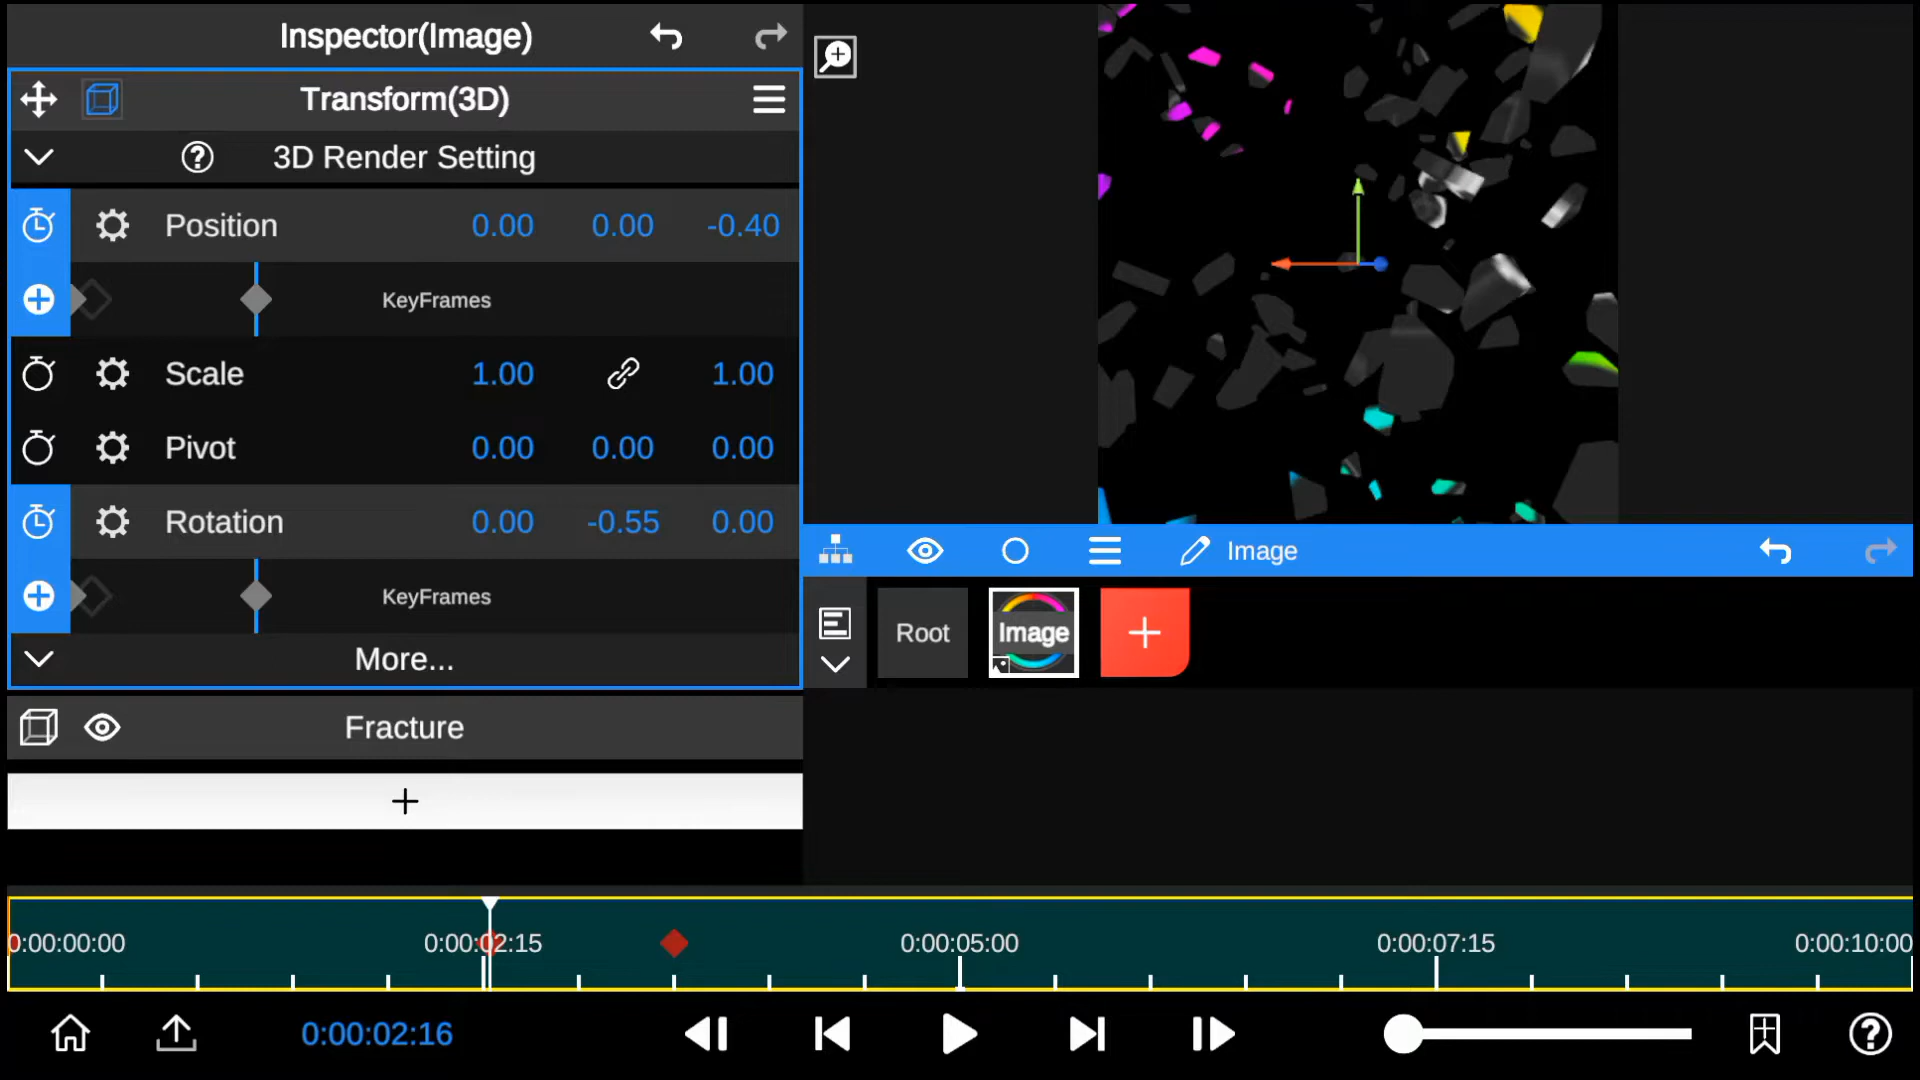 Inspector(Image)
Transform(3D)
3D Render Setting
Position 0.00 0.00 -0.40
KeyFrames
Scale 1.00 1.00
Pivot 0.00 0.00 0.00
Rotation 0.00 -0.55 0.00
KeyFrames
More...
Fracture
Image
Root
Image
0:00:00:00
0:00:02:15
0:00:05:00
0:00:07:15
0:00:10:00
0:00:02:16